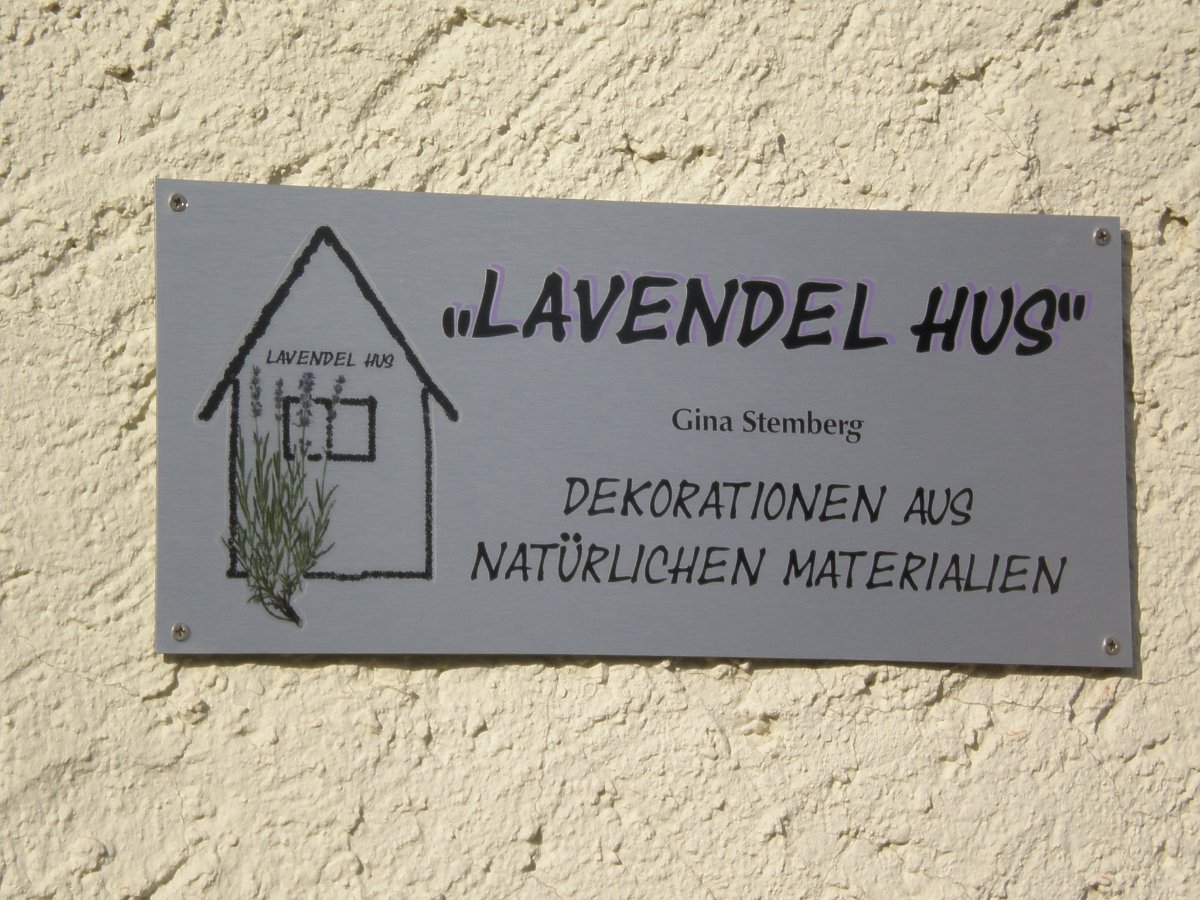 LAVENDEL HUS
„LAVENDEL HUS"
Gina Stemberg
DEKORATIONEN AUS
NATÜRLICHEN MATERIALIEN